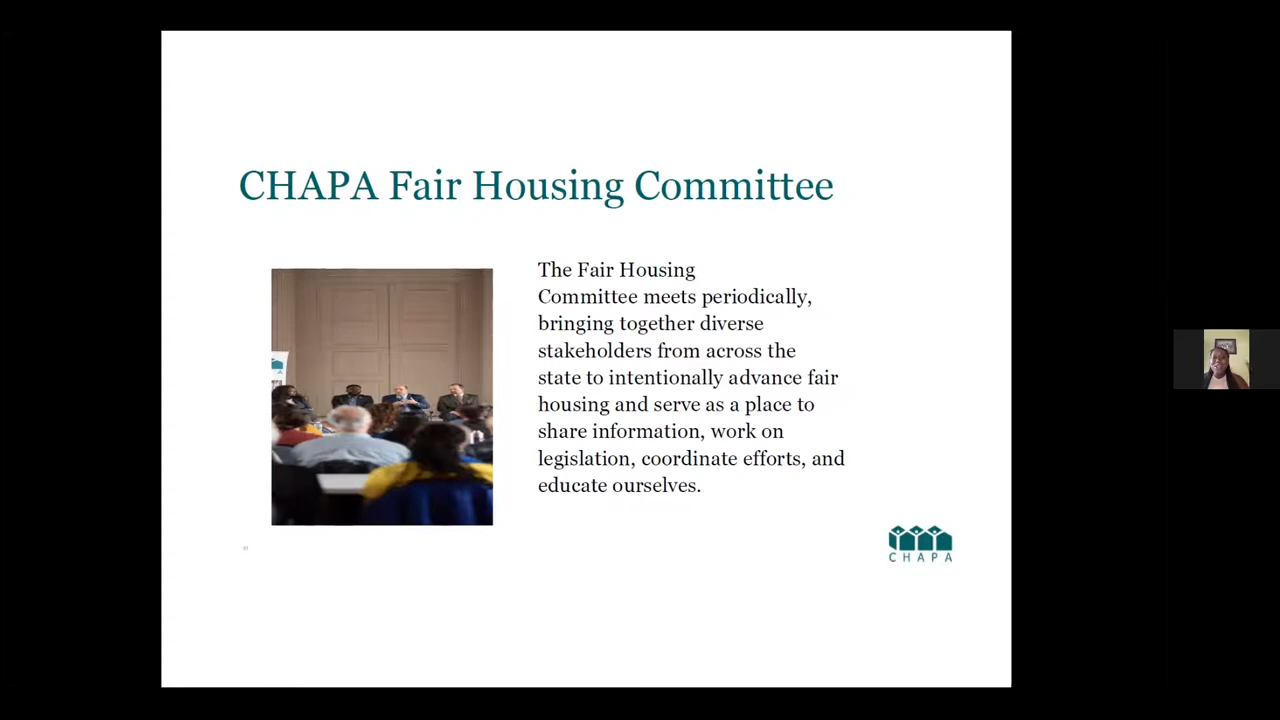 CHAPA Fair Housing Committee
The Fair Housing
Committee meets periodically,
bringing together diverse
stakeholders from across the
state to intentionally advance fair
housing and serve as a place to
share information, work on
legislation, coordinate efforts, and
educate ourselves.
CHAPA